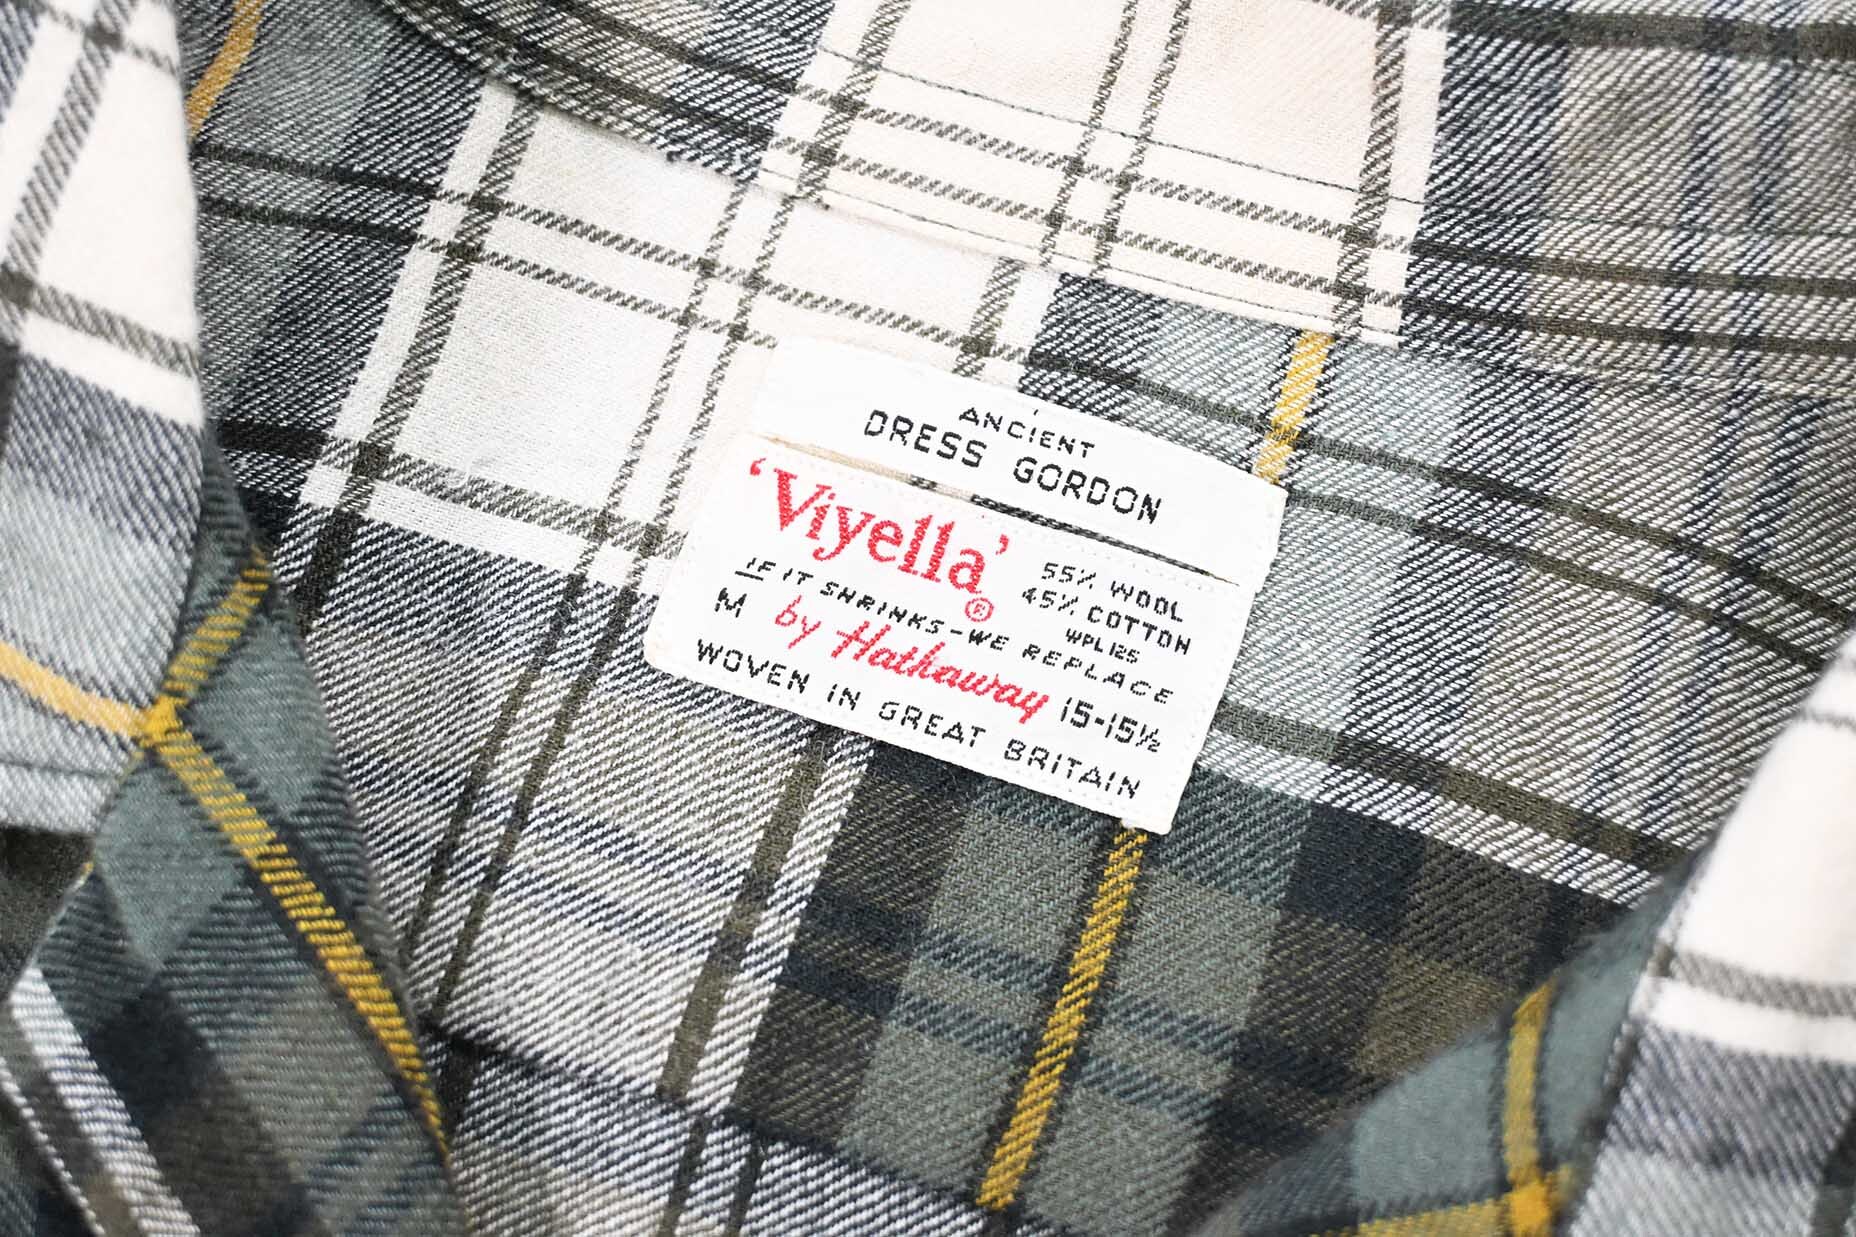 ANCIENT
DRESS GORDON
'Viyella'®
55% WOOL
45% COTTON
WPL125
IF IT SHRINKS-WE REPLACE
M by Hathaway 15-15½
WOVEN IN GREAT BRITAIN